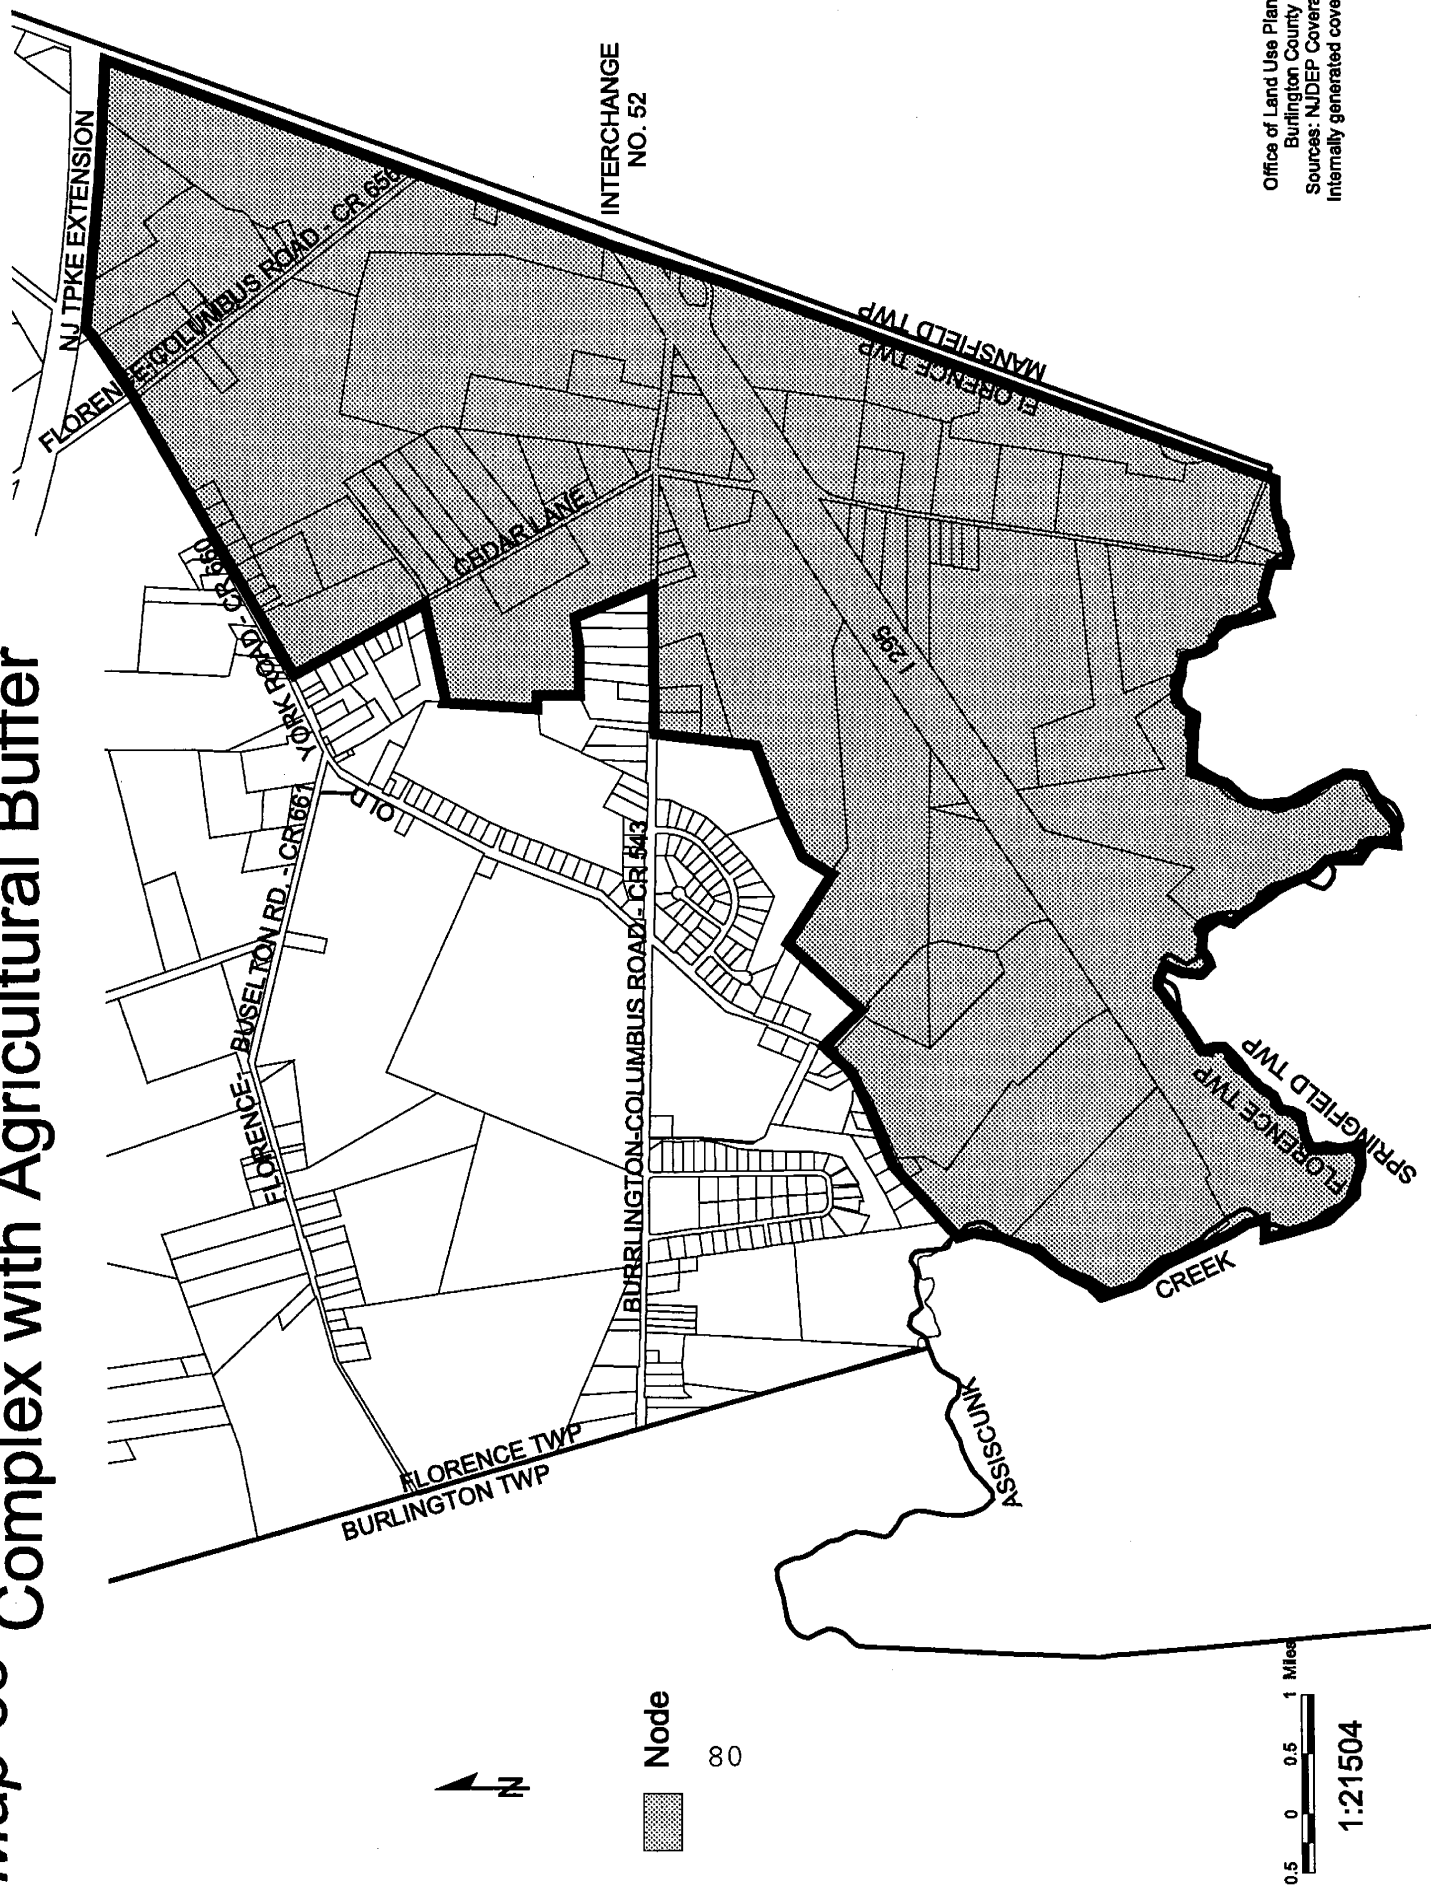 Complex with Agricultural Buffer
NJ TPKE EXTENSION
FLORENCE-COLUMBUS ROAD - CR 656
INTERCHANGE
NO. 52
OLD YORK ROAD - CR 660
CEDAR LANE
FLORENCE - BUSELTON RD. - CR 661
BURRLINGTON-COLUMBUS ROAD - CR 543
I 295
MANSFIELD TWP
FLORENCE TWP
FLORENCE TWP
SPRINGFIELD TWP
FLORENCE TWP
BURLINGTON TWP
ASSISCUNK
CREEK
N
Node
80
0.5 0 0.5 1 Miles
1:21504
Office of Land Use Plan
Burlington County
Sources: NJDEP Covera
Internally generated cove